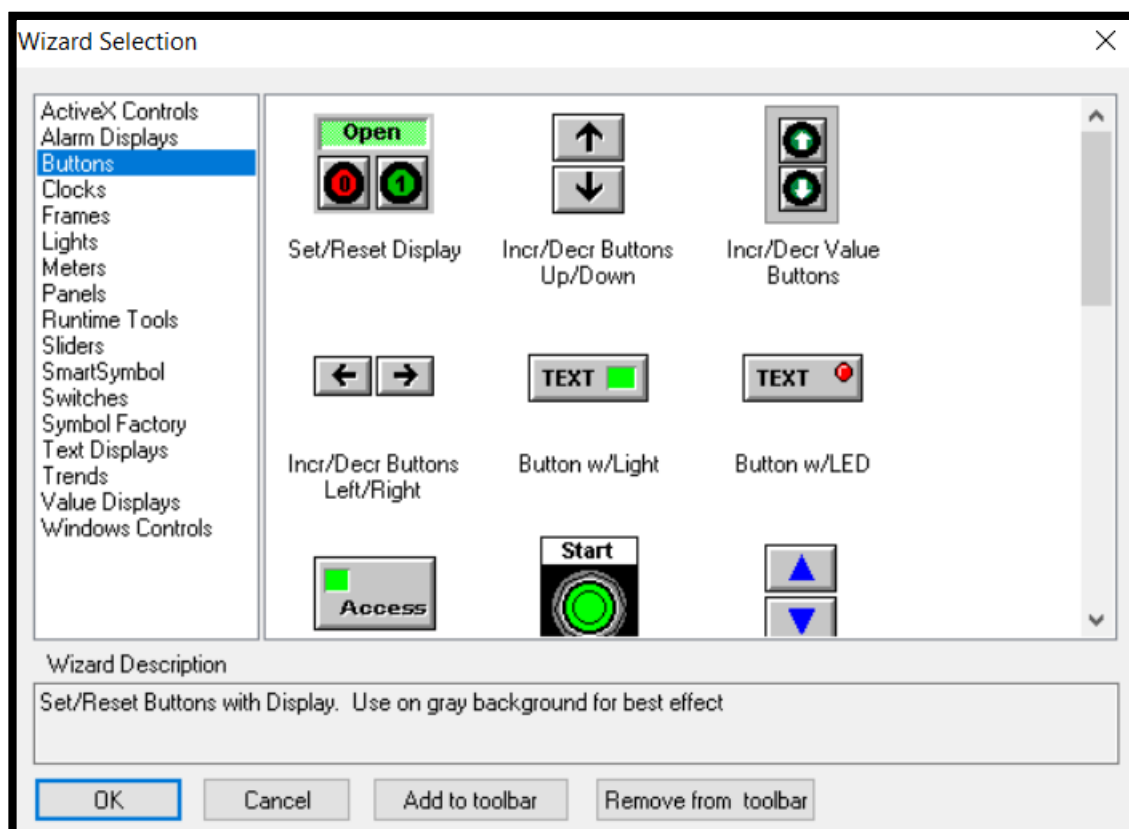 Wizard Selection
ActiveX Controls
Alarm Displays
Buttons
Clocks
Frames
Lights
Meters
Panels
Runtime Tools
Sliders
SmartSymbol
Switches
Symbol Factory
Text Displays
Trends
Value Displays
Windows Controls
Open
0 1
Set/Reset Display
Incr/Decr Buttons
Up/Down
Incr/Decr Value
Buttons
TEXT
TEXT
Incr/Decr Buttons
Left/Right
Button w/Light
Button w/LED
Access
Start
Wizard Description
Set/Reset Buttons with Display. Use on gray background for best effect
OK
Cancel
Add to toolbar
Remove from toolbar